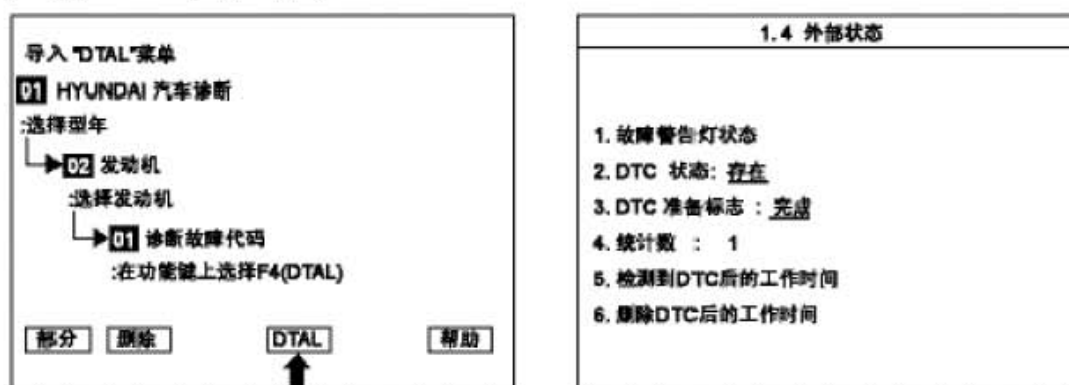 导入"DTAL"菜单
01 HYUNDAI 汽车诊断
:选择型年
02 发动机
:选择发动机
01 诊断故障代码
:在功能键上选择F4(DTAL)
部分 删除 DTAL 帮助
1.4 外部状态
1. 故障警告灯状态
2. DTC 状态: 存在
3. DTC 准备标志 : 完成
4. 统计数 : 1
5. 检测到DTC后的工作时间
6. 删除DTC后的工作时间